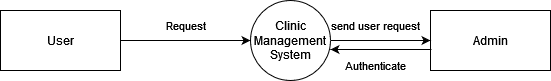 User
Request
Clinic
Management
System
send user request
Authenticate
Admin